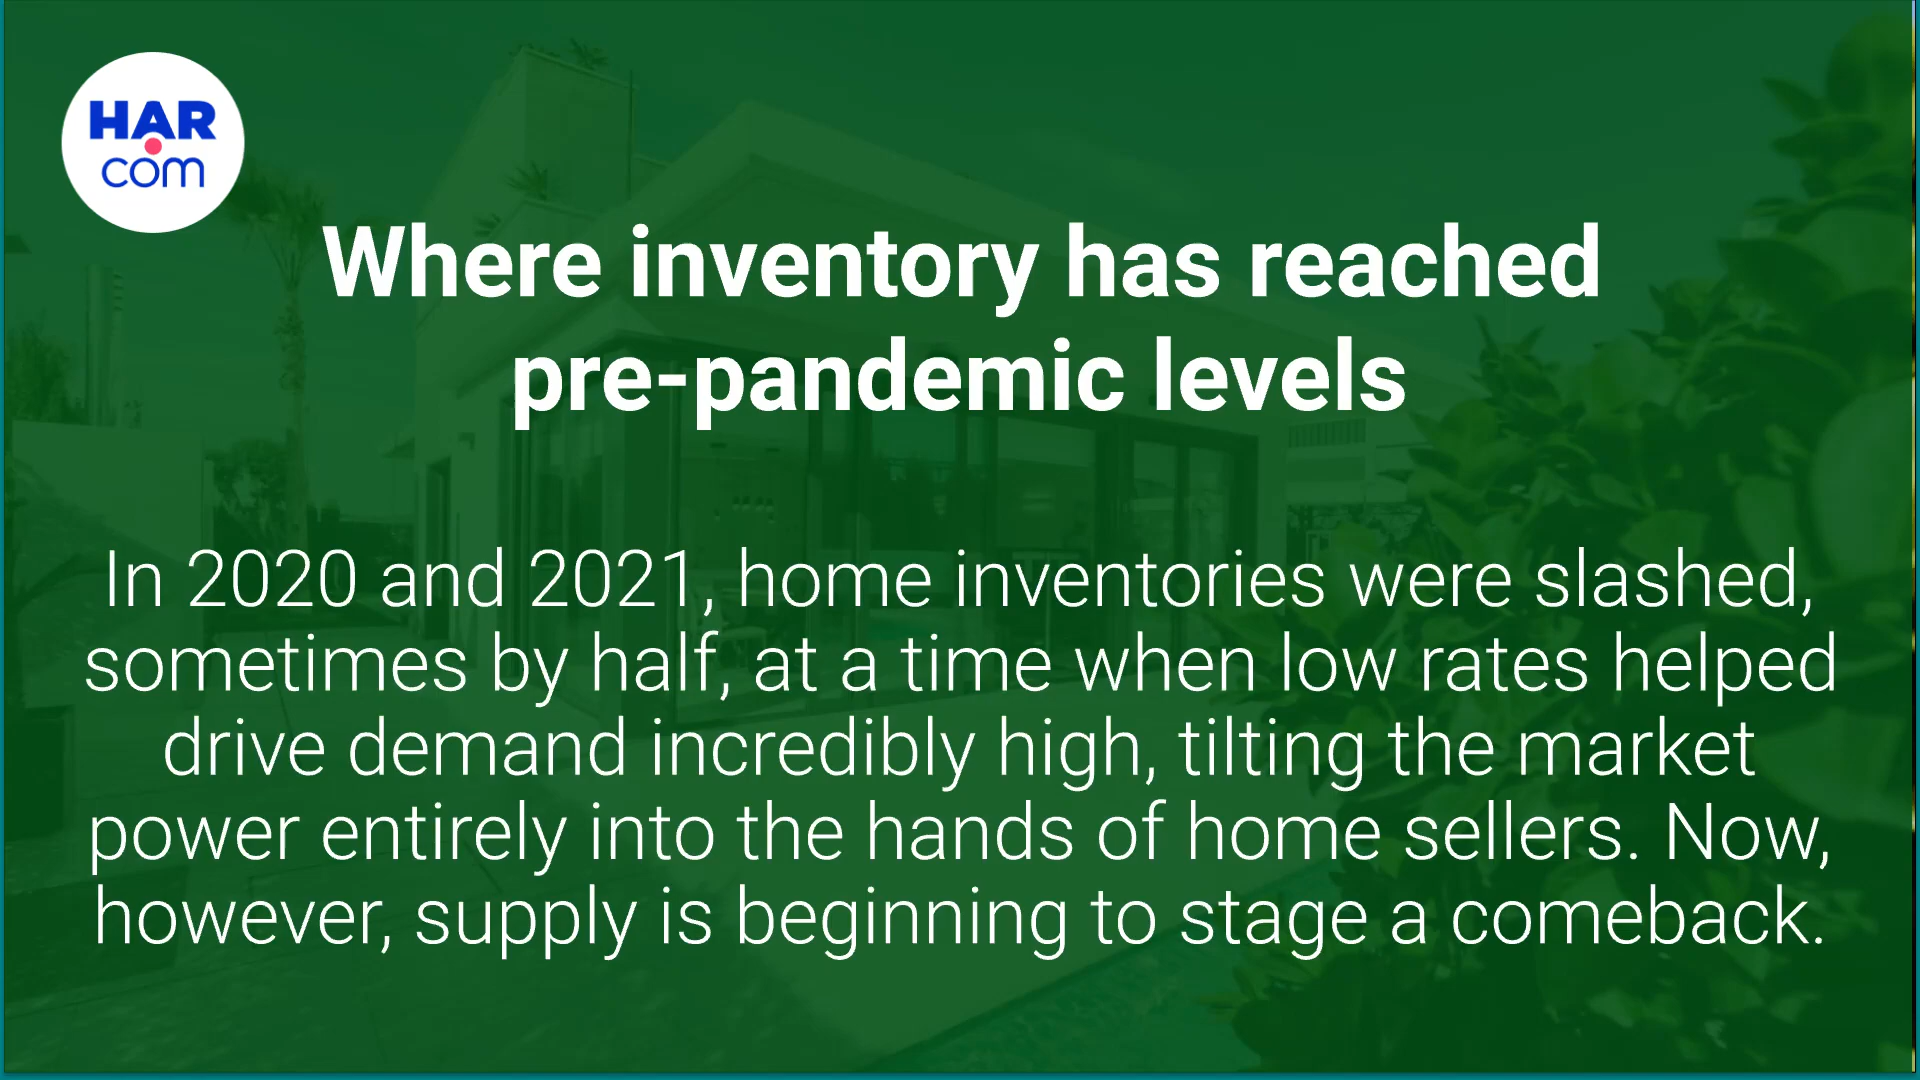 HAR
com
Where inventory has reached
pre-pandemic levels
In 2020 and 2021, home inventories were slashed,
sometimes by half, at a time when low rates helped
drive demand incredibly high, tilting the market
power entirely into the hands of home sellers. Now,
however, supply is beginning to stage a comeback.